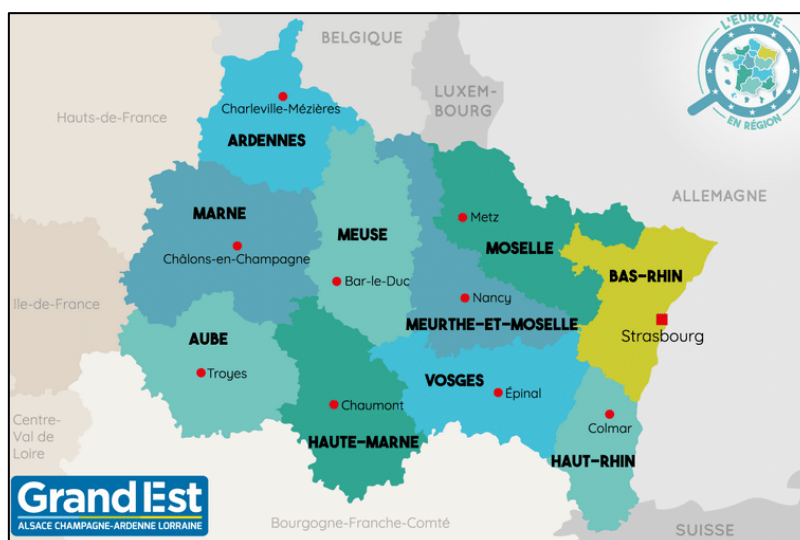 L'EUROPE
EN RÉGION
BELGIQUE
LUXEM-
BOURG
Hauts-de-France
Charleville-Mézières
ARDENNES
ALLEMAGNE
MARNE
Châlons-en-Champagne
MEUSE
Bar-le-Duc
Metz
MOSELLE
BAS-RHIN
Strasbourg
Ile-de-France
Nancy
MEURTHE-ET-MOSELLE
AUBE
Troyes
VOSGES
Épinal
Chaumont
HAUTE-MARNE
Colmar
HAUT-RHIN
Centre-
Val de
Loire
Grand Est
ALSACE CHAMPAGNE-ARDENNE LORRAINE
Bourgogne-Franche-Comté
SUISSE